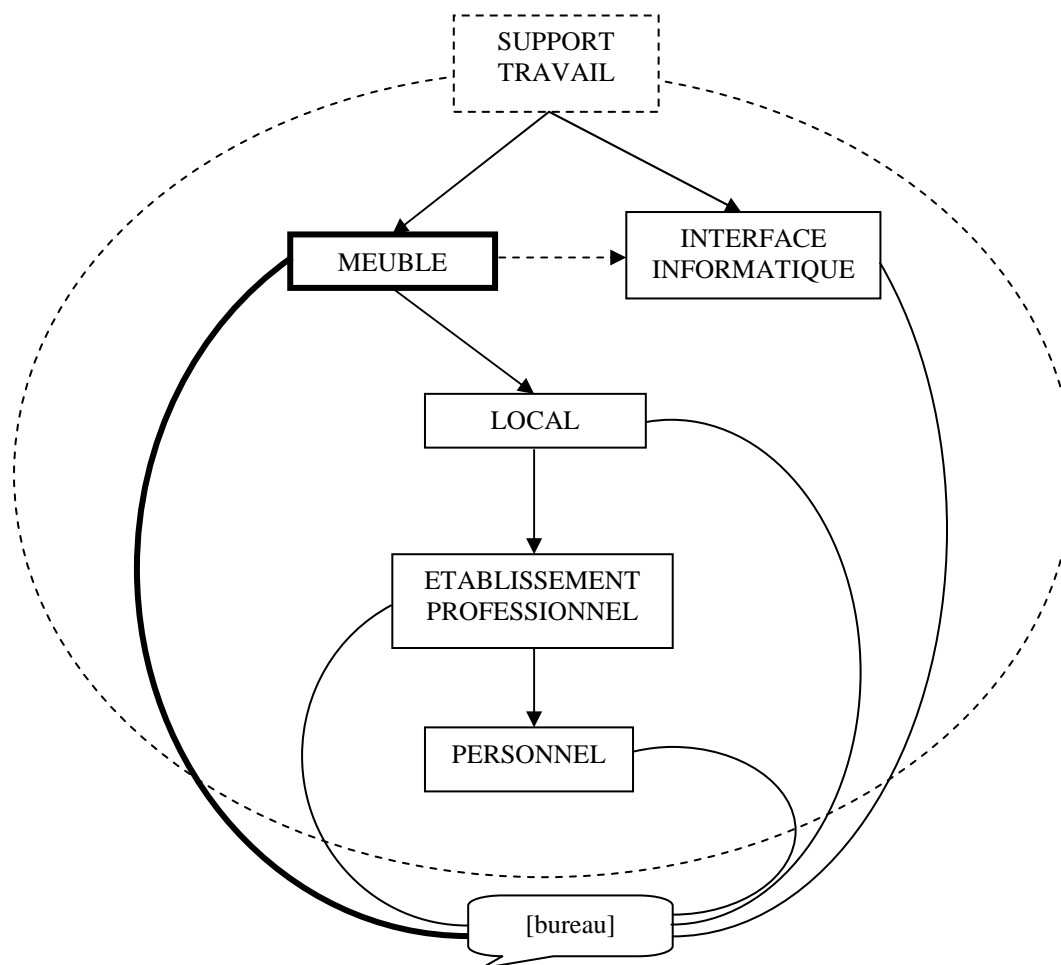 SUPPORT
TRAVAIL
MEUBLE
INTERFACE
INFORMATIQUE
LOCAL
ETABLISSEMENT
PROFESSIONNEL
PERSONNEL
[bureau]